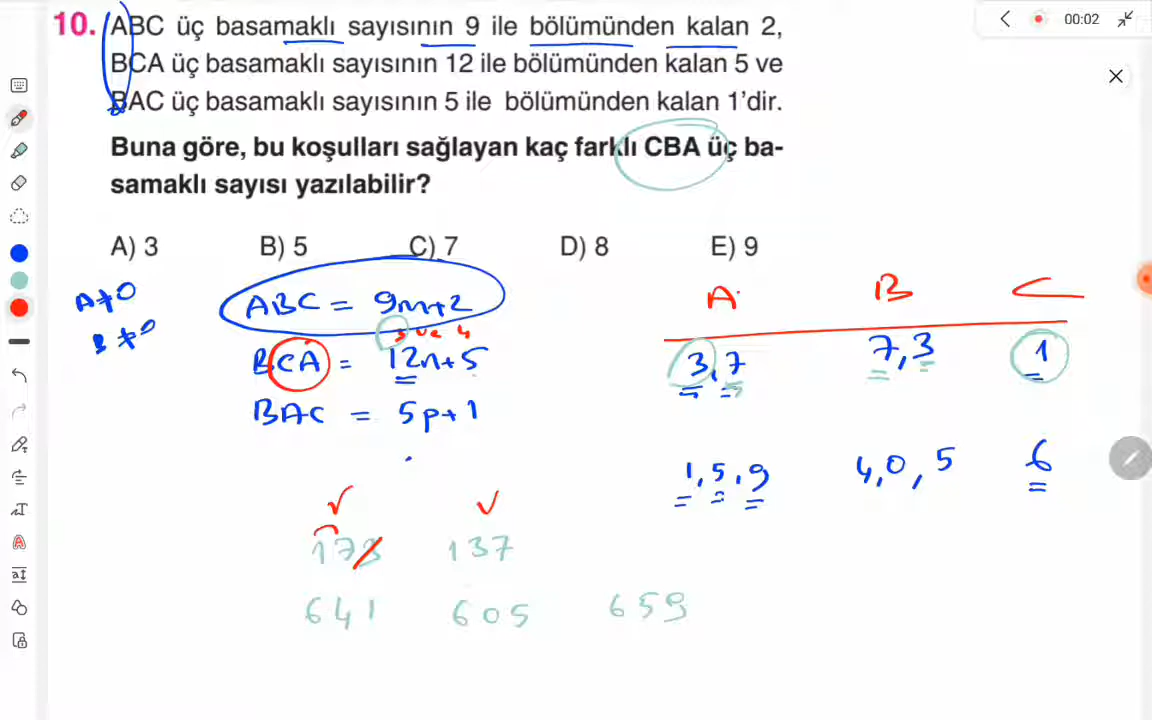 00:02
10. ABC üç basamaklı sayısının 9 ile bölümünden kalan 2,
BCA üç basamaklı sayısının 12 ile bölümünden kalan 5 ve
BAC üç basamaklı sayısının 5 ile bölümünden kalan 1'dir.
Buna göre, bu koşulları sağlayan kaç farklı CBA üç ba-
samaklı sayısı yazılabilir?
A) 3 B) 5 C) 7 D) 8 E) 9
A≠0
B≠0
ABC = 9m+2
3 ve 4
BCA = 12n+5
BAC = 5p+1
A B C
3, 7 7, 3 1
1, 5, 9 4, 0, 5 6
173 137
641 605 659